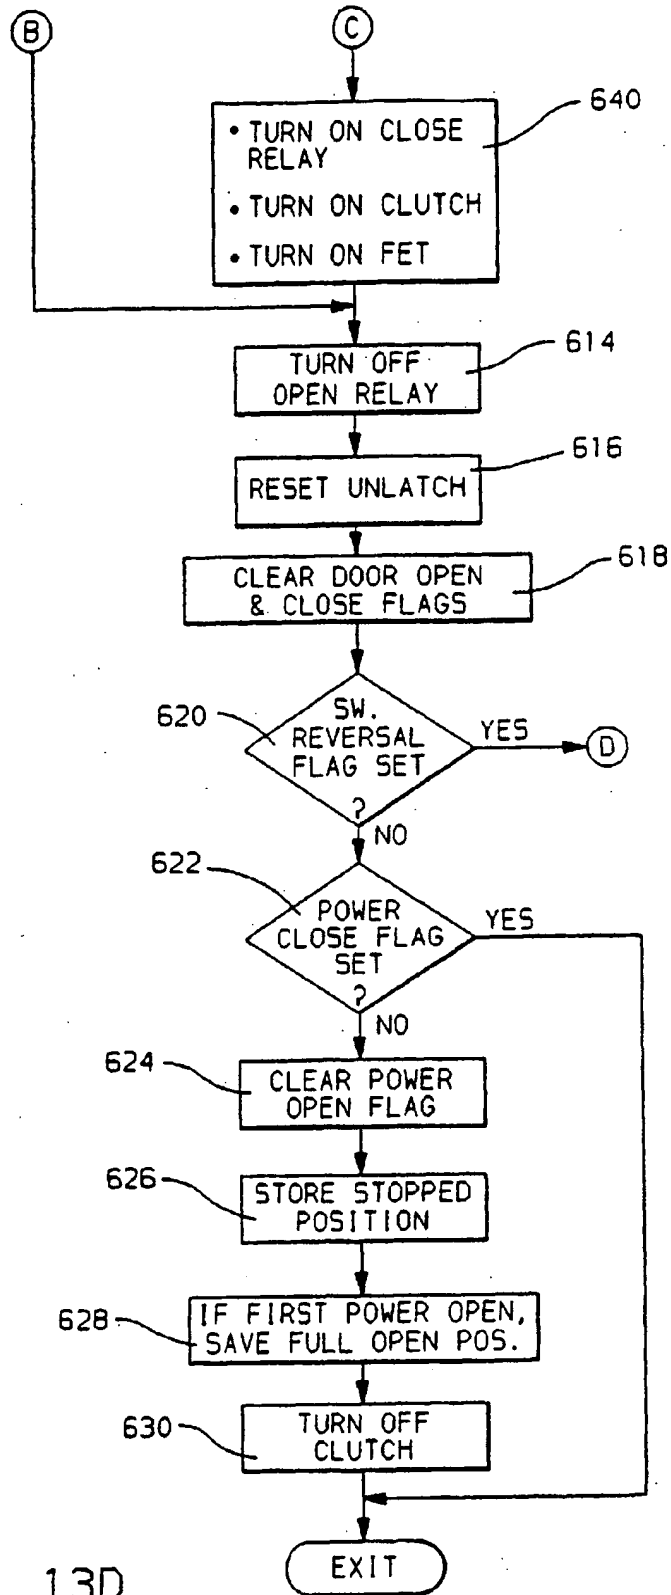 B
C
640
• TURN ON CLOSE
RELAY
• TURN ON CLUTCH
• TURN ON FET
614
TURN OFF
OPEN RELAY
616
RESET UNLATCH
618
CLEAR DOOR OPEN
& CLOSE FLAGS
620
SW.
REVERSAL
FLAG SET
?
YES
D
NO
622
POWER
CLOSE FLAG
SET
?
YES
NO
624
CLEAR POWER
OPEN FLAG
626
STORE STOPPED
POSITION
628
IF FIRST POWER OPEN,
SAVE FULL OPEN POS.
630
TURN OFF
CLUTCH
EXIT
13D